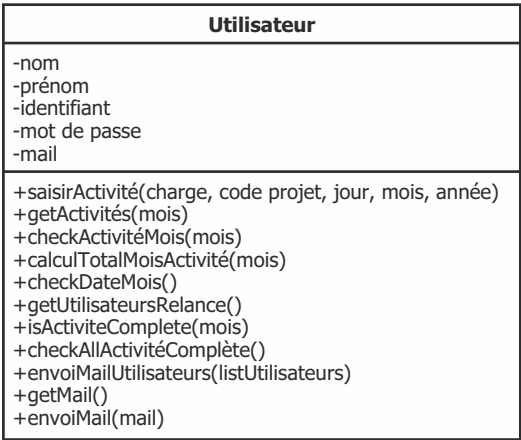 Utilisateur
-nom
-prénom
-identifiant
-mot de passe
-mail
+saisirActivité(charge, code projet, jour, mois, année)
+getActivités(mois)
+checkActivitéMois(mois)
+calculTotalMoisActivité(mois)
+checkDateMois()
+getUtilisateursRelance()
+isActiviteComplete(mois)
+checkAllActivitéComplète()
+envoiMailUtilisateurs(listUtilisateurs)
+getMail()
+envoiMail(mail)